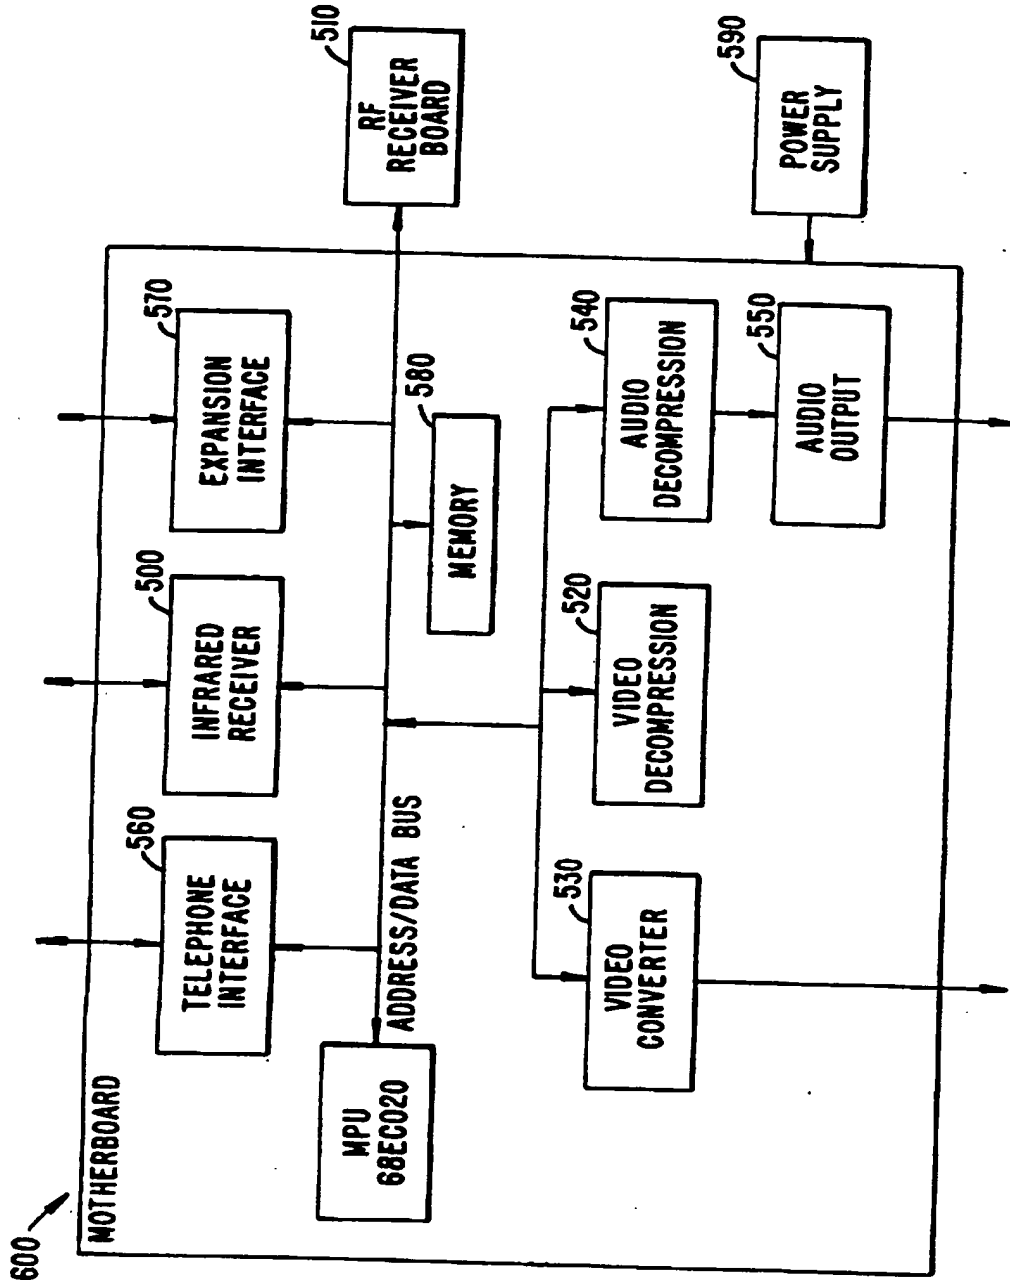 600
MOTHERBOARD
560
TELEPHONE
INTERFACE
500
INFRARED
RECEIVER
570
EXPANSION
INTERFACE
510
RF
RECEIVER
BOARD
MPU
68EC020
ADDRESS/DATA BUS
580
MEMORY
530
VIDEO
CONVERTER
520
VIDEO
DECOMPRESSION
540
AUDIO
DECOMPRESSION
550
AUDIO
OUTPUT
590
POWER
SUPPLY